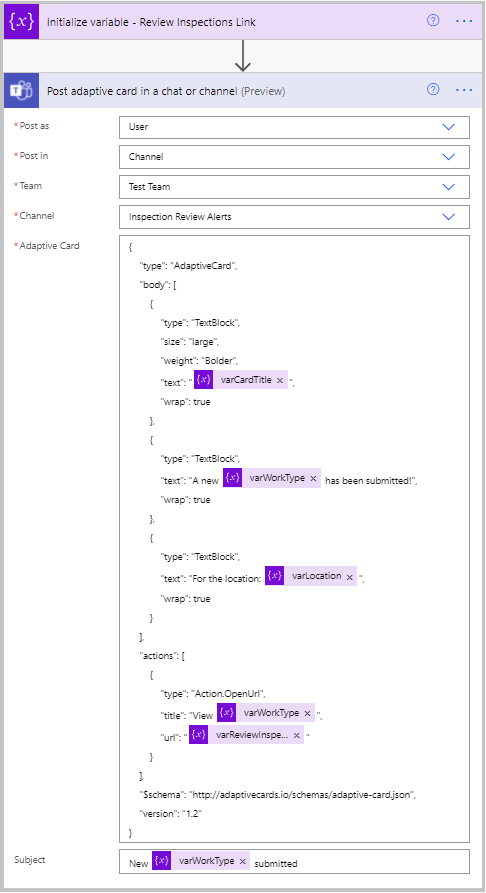 {x} Initialize variable - Review Inspections Link
Post adaptive card in a chat or channel (Preview)
* Post as User
* Post in Channel
* Team Test Team
* Channel Inspection Review Alerts
* Adaptive Card
{
"type": "AdaptiveCard",
"body": [
{
"type": "TextBlock",
"size": "large",
"weight": "Bolder",
"text": " {x} varCardTitle × ",
"wrap": true
},
{
"type": "TextBlock",
"text": "A new {x} varWorkType × has been submitted!",
"wrap": true
},
{
"type": "TextBlock",
"text": "For the location: {x} varLocation × ",
"wrap": true
}
],
"actions": [
{
"type": "Action.OpenUrl",
"title": "View {x} varWorkType × ",
"url": " {x} varReviewInspe... × "
}
],
"$schema": "http://adaptivecards.io/schemas/adaptive-card.json",
"version": "1.2"
}
Subject New {x} varWorkType × submitted